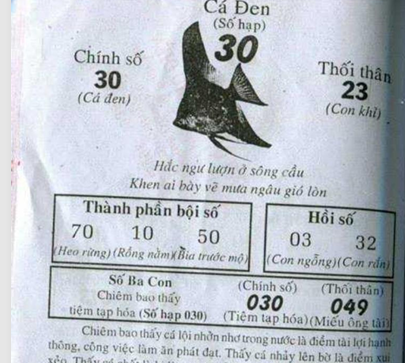 Cá Đen
(Số hạp)
30
Chính số
30
(Cá đen)
Thối thân
23
(Con khỉ)
Hắc ngư lượn ở sông cầu
Khen ai bày vẽ mưa ngâu gió lòn
Thành phần bội số
70 10 50
(Heo rừng) (Rồng nằm) (Bia trước mộ)
Hồi số
03 32
(Con ngỗng) (Con rắn)
Số Ba Con
Chiêm bao thấy
tiệm tạp hóa (Số hạp 030)
(Chính số)
030
(Tiệm tạp hóa)
(Thối thân)
049
(Miếu ông tài)
Chiêm bao thấy cá lội nhởn nhơ trong nước là điềm tài lợi hanh
thông, công việc làm ăn phát đạt. Thấy cá nhảy lên bờ là điềm xui